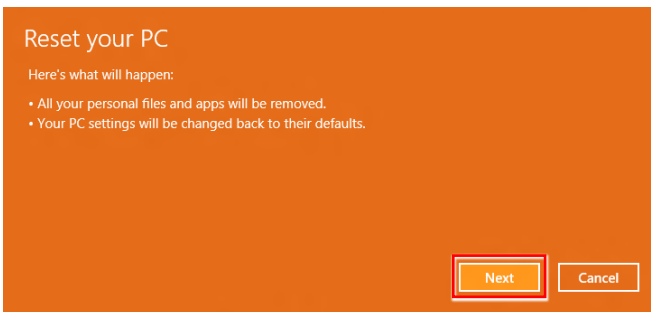 Reset your PC
Here's what will happen:
• All your personal files and apps will be removed.
• Your PC settings will be changed back to their defaults.
Next Cancel